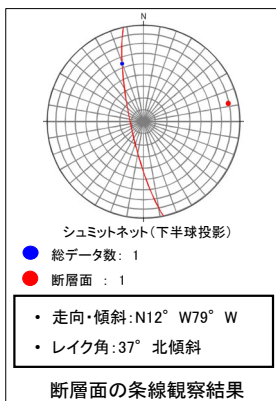 N
シュミットネット(下半球投影)
総データ数: 1
断層面 : 1
・ 走向・傾斜:N12°W79°W
・ レイク角:37°北傾斜
断層面の条線観察結果